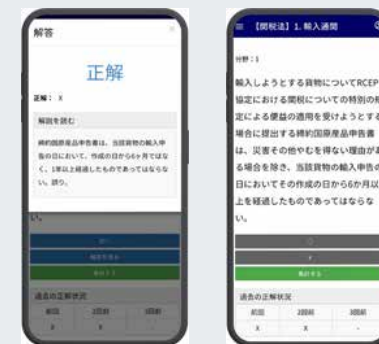 解答
×
正解
正解： X
解説を読む
締約国原産品申告書は、当該貨物の輸入申
告の日において、作成の日から6ヶ月ではな
く、1年以上経過したものであってはならな
い。誤り。
い。
過去の正解状況
前回 2回前 3回前
X X -
≡ 【関税法】1. 輸入通関
分野：1
輸入しようとする貨物についてRCEP
協定における関税についての特別の規
定による便益の適用を受けようとする
場合に提出する締約国原産品申告書
は、災害その他やむを得ない理由があ
る場合を除き、当該貨物の輸入申告の
日においてその作成の日から6か月以
上を経過したものであってはならな
い。
〇
X
集計する
過去の正解状況
前回 2回前 3回前
X X -